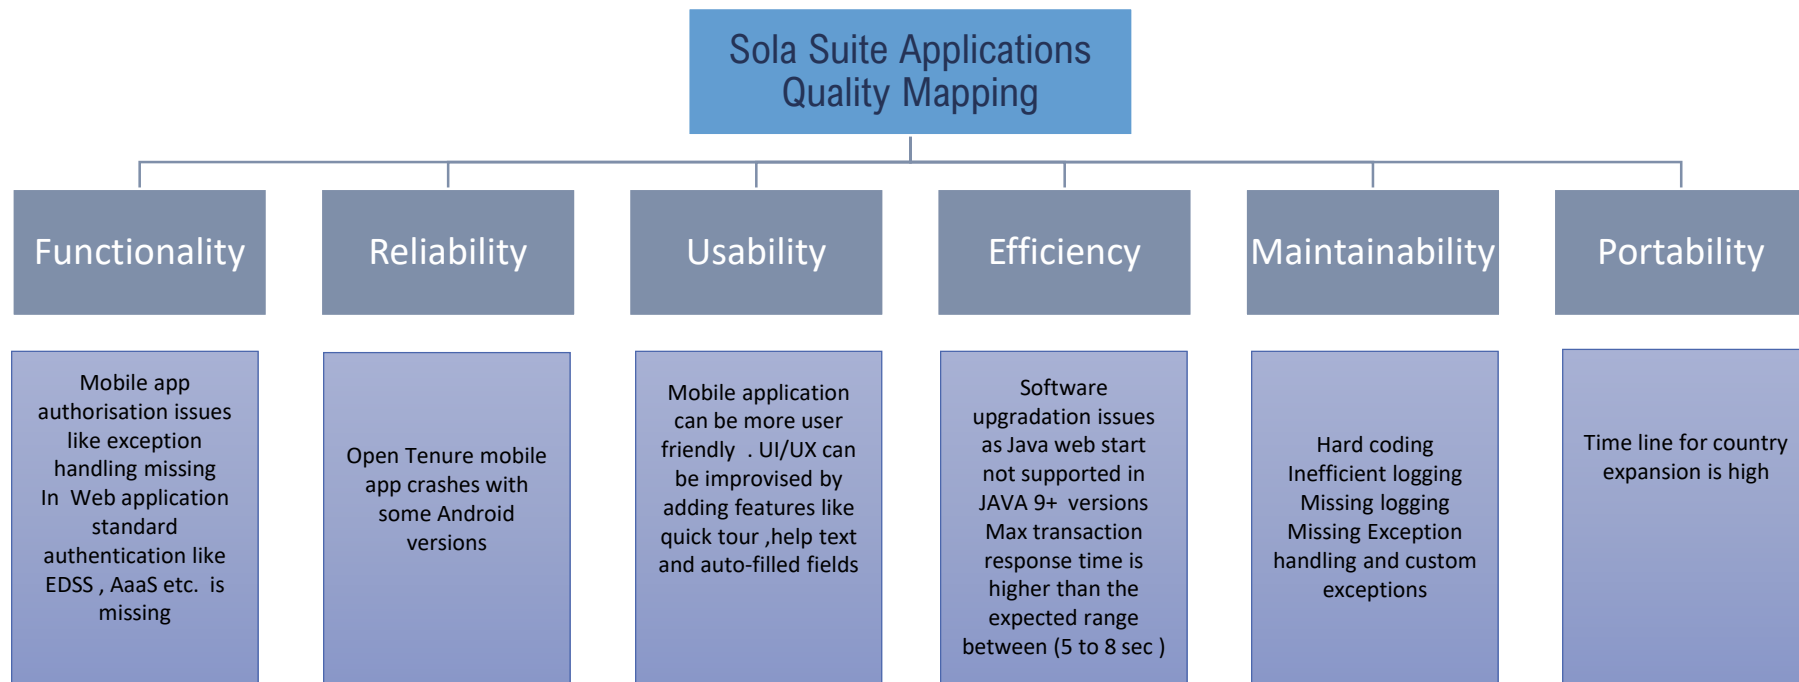 Sola Suite Applications
Quality Mapping
Functionality
Reliability
Usability
Efficiency
Maintainability
Portability
Mobile app
authorisation issues
like exception
handling missing
In Web application
standard
authentication like
EDSS , AaaS etc. is
missing
Open Tenure mobile
app crashes with
some Android
versions
Mobile application
can be more user
friendly . UI/UX can
be improvised by
adding features like
quick tour ,help text
and auto-filled fields
Software
upgradation issues
as Java web start
not supported in
JAVA 9+ versions
Max transaction
response time is
higher than the
expected range
between (5 to 8 sec )
Hard coding
Inefficient logging
Missing logging
Missing Exception
handling and custom
exceptions
Time line for country
expansion is high